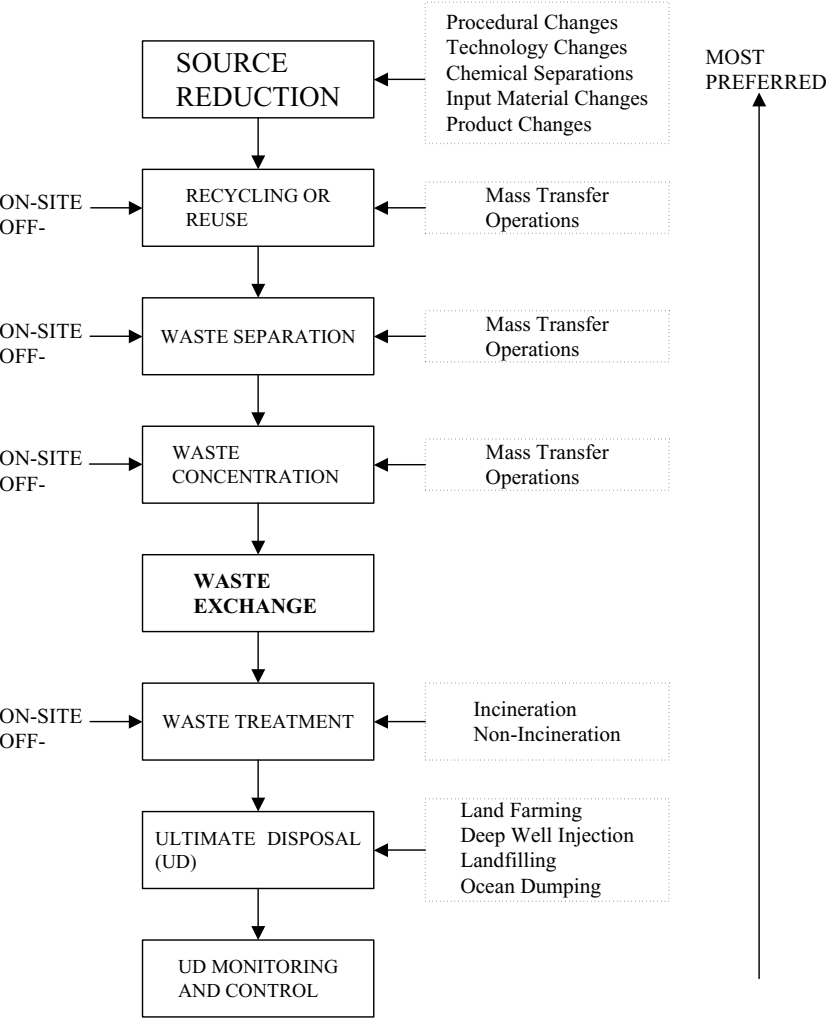 Procedural Changes
Technology Changes
Chemical Separations
Input Material Changes
Product Changes
SOURCE
REDUCTION
MOST
PREFERRED
ON-SITE
OFF-
RECYCLING OR
REUSE
Mass Transfer
Operations
ON-SITE
OFF-
WASTE SEPARATION
Mass Transfer
Operations
ON-SITE
OFF-
WASTE
CONCENTRATION
Mass Transfer
Operations
WASTE
EXCHANGE
ON-SITE
OFF-
WASTE TREATMENT
Incineration
Non-Incineration
ULTIMATE DISPOSAL
(UD)
Land Farming
Deep Well Injection
Landfilling
Ocean Dumping
UD MONITORING
AND CONTROL